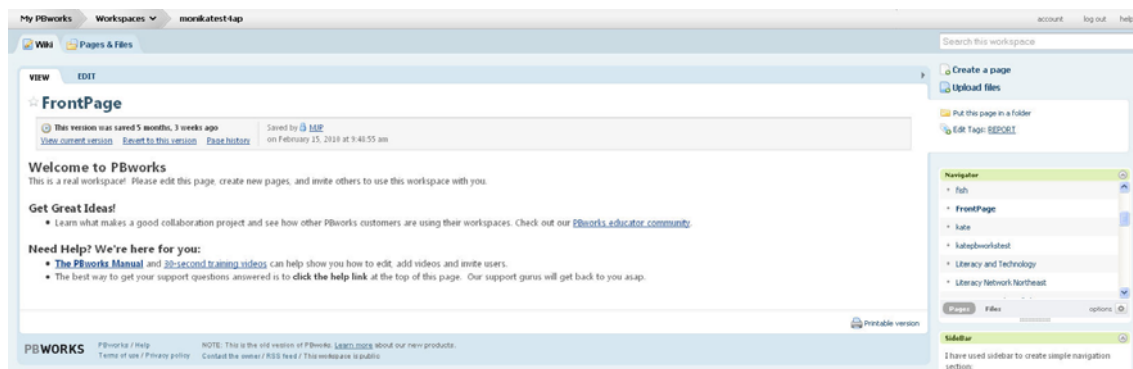 My PBworks Workspaces monikatest4ap account log out help
Wiki Pages & Files
Search this workspace
VIEW EDIT
Create a page
Upload files
FrontPage
Put this page in a folder
Edit Tags: REPORT
This version was saved 5 months, 3 weeks ago
View current version Revert to this version Page history
Saved by MJP
on February 15, 2010 at 9:48:55 am
Welcome to PBworks
This is a real workspace! Please edit this page, create new pages, and invite others to use this workspace with you.
Get Great Ideas!
• Learn what makes a good collaboration project and see how other PBworks customers are using their workspaces. Check out our PBworks educator community.
Need Help? We're here for you:
• The PBworks Manual and 30-second training videos can help show you how to edit, add videos and invite users.
• The best way to get your support questions answered is to click the help link at the top of this page. Our support gurus will get back to you asap.
Printable version
Navigator
fish
FrontPage
kate
katepbworkstest
Literacy and Technology
Literacy Network Northeast
Pages Files options
SideBar
I have used sidebar to create simple navigation
section:
PBWORKS
PBworks / Help
Terms of use / Privacy policy
NOTE: This is the old version of PBworks. Learn more about our new products.
Contact the owner / RSS feed / This workspace is public